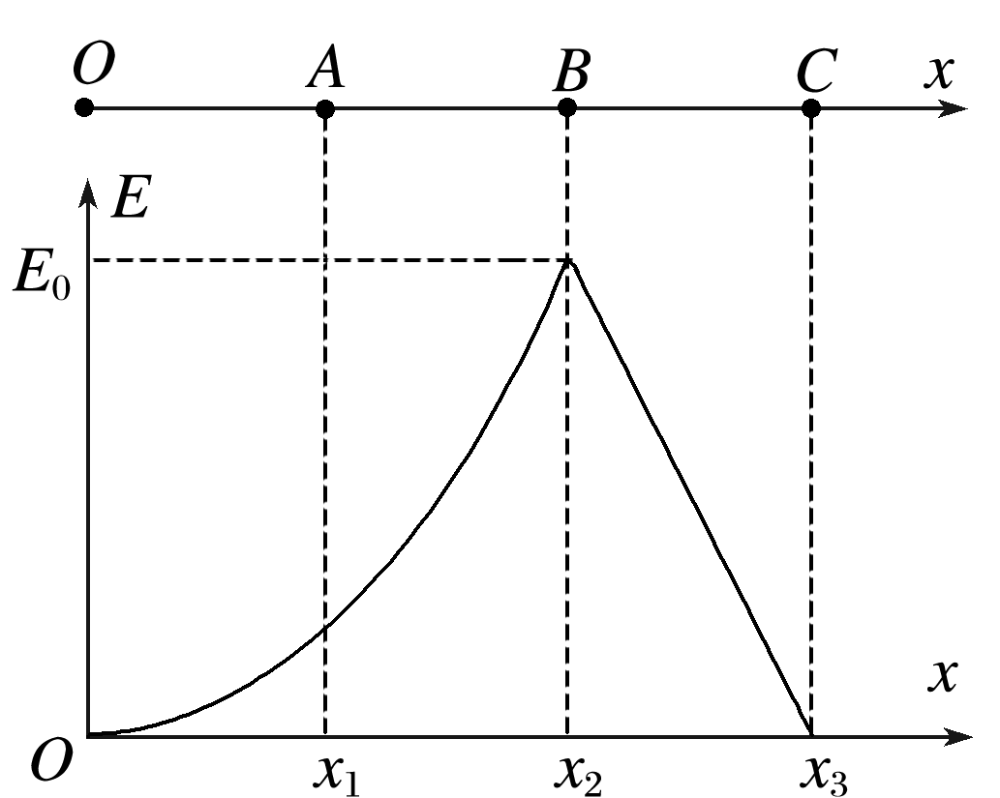 O A B C x
E
E₀
x
O x₁ x₂ x₃